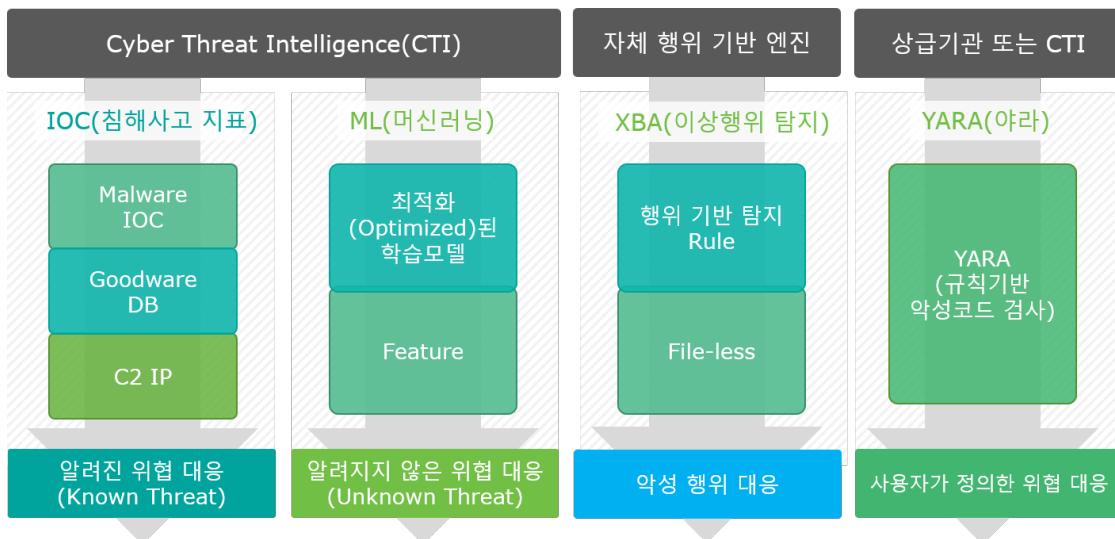 Cyber Threat Intelligence(CTI)
자체 행위 기반 엔진
상급기관 또는 CTI
IOC(침해사고 지표)
ML(머신러닝)
XBA(이상행위 탐지)
YARA(야라)
Malware
IOC
Goodware
DB
C2 IP
최적화
(Optimized)된
학습모델
Feature
행위 기반 탐지
Rule
File-less
YARA
(규칙기반
악성코드 검사)
알려진 위협 대응
(Known Threat)
알려지지 않은 위협 대응
(Unknown Threat)
악성 행위 대응
사용자가 정의한 위협 대응